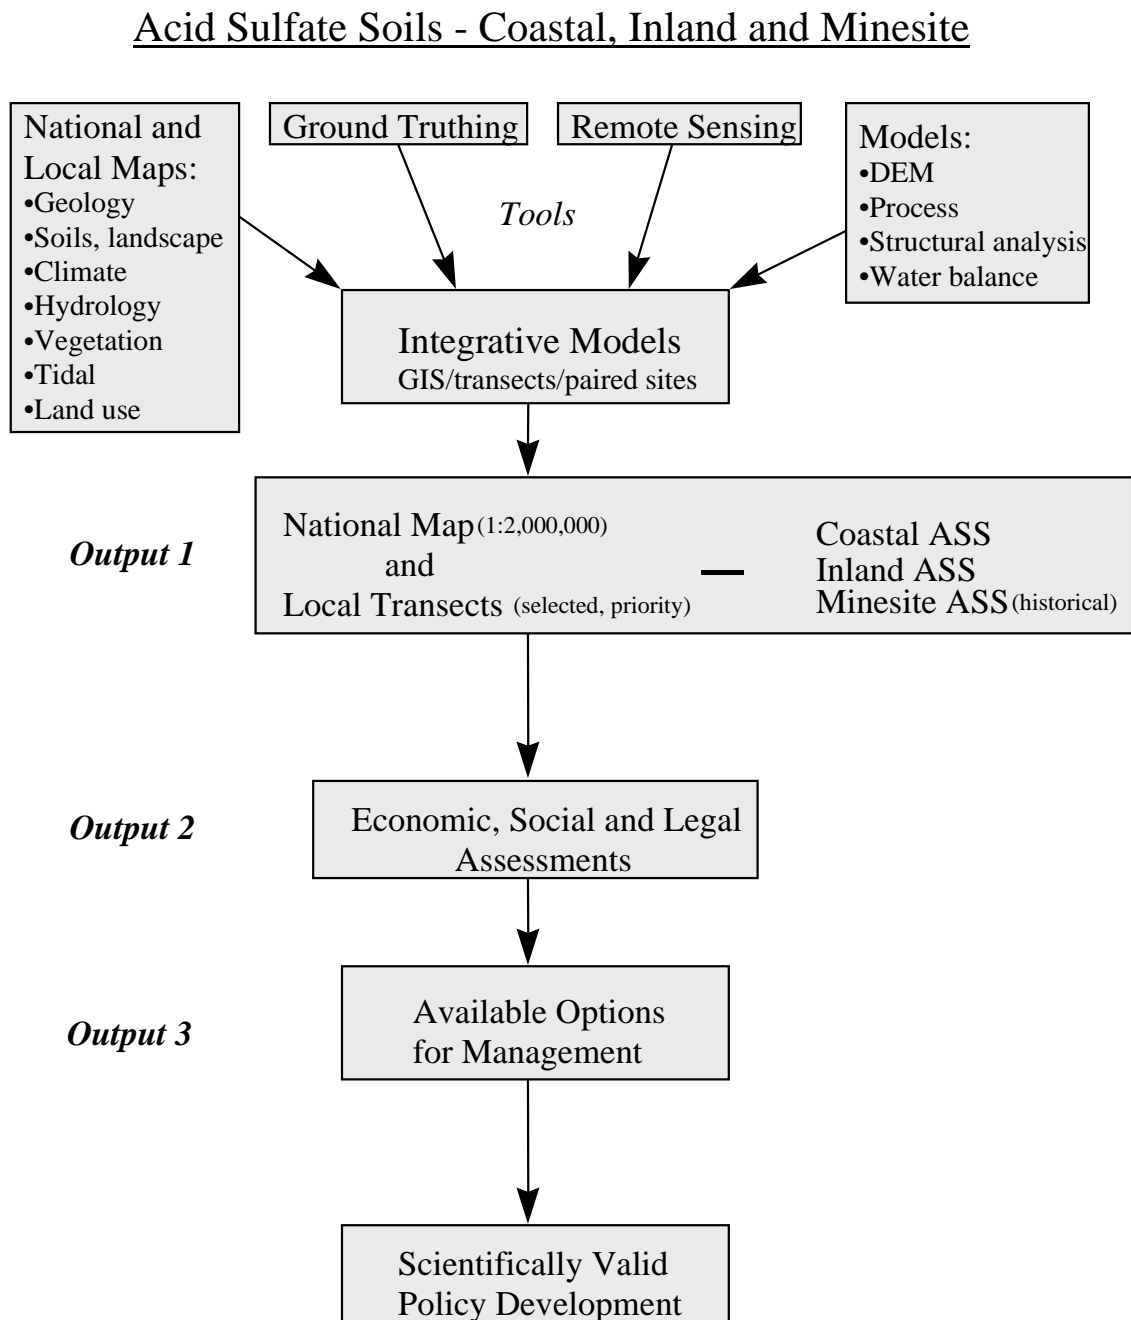 Acid Sulfate Soils - Coastal, Inland and Minesite
National and
Local Maps:
•Geology
•Soils, landscape
•Climate
•Hydrology
•Vegetation
•Tidal
•Land use
Ground Truthing
Remote Sensing
Tools
Models:
•DEM
•Process
•Structural analysis
•Water balance
Integrative Models
GIS/transects/paired sites
Output 1
National Map (1:2,000,000)
and
Local Transects (selected, priority)
Coastal ASS
Inland ASS
Minesite ASS (historical)
Output 2
Economic, Social and Legal
Assessments
Output 3
Available Options
for Management
Scientifically Valid
Policy Development